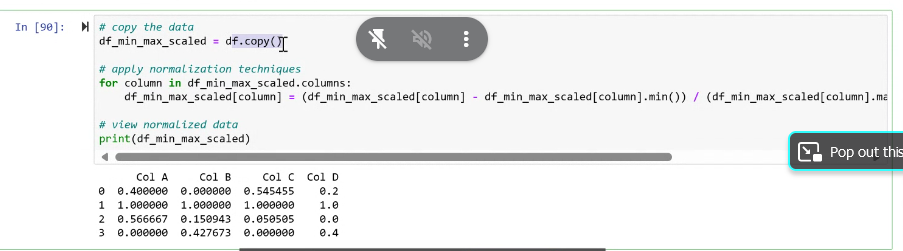 In [90]:
# copy the data
df_min_max_scaled = df.copy()
# apply normalization techniques
for column in df_min_max_scaled.columns:
df_min_max_scaled[column] = (df_min_max_scaled[column] - df_min_max_scaled[column].min()) / (df_min_max_scaled[column].ma
# view normalized data
print(df_min_max_scaled)
Pop out this
Col A Col B Col C Col D
0 0.400000 0.000000 0.545455 0.2
1 1.000000 1.000000 1.000000 1.0
2 0.566667 0.150943 0.050505 0.0
3 0.000000 0.427673 0.000000 0.4